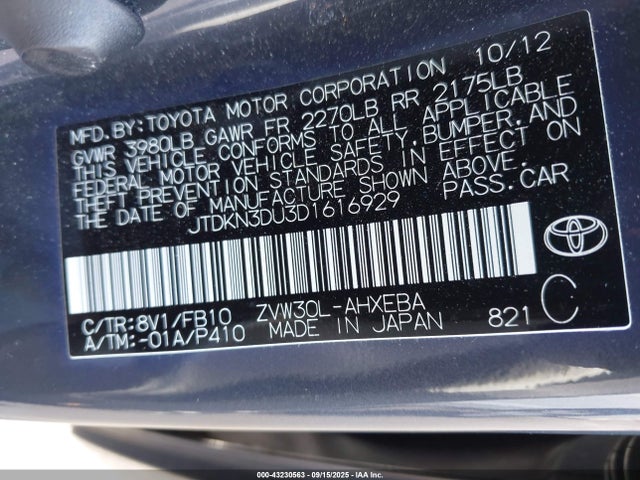 MFD. BY: TOYOTA MOTOR CORPORATION 10/12
GVWR 3980LB GAWR FR 2270LB RR 2175LB
THIS VEHICLE CONFORMS TO ALL APPLICABLE
FEDERAL MOTOR VEHICLE SAFETY, BUMPER, AND
THEFT PREVENTION STANDARDS IN EFFECT ON
THE DATE OF MANUFACTURE SHOWN ABOVE.
JTDKN3DU3D1616929 PASS. CAR
C/TR: 8V1/FB10 ZVW30L-AHXEBA
A/TM: -01A/P410 MADE IN JAPAN 821 C
000-43230563 - 09/15/2025 - IAA Inc.